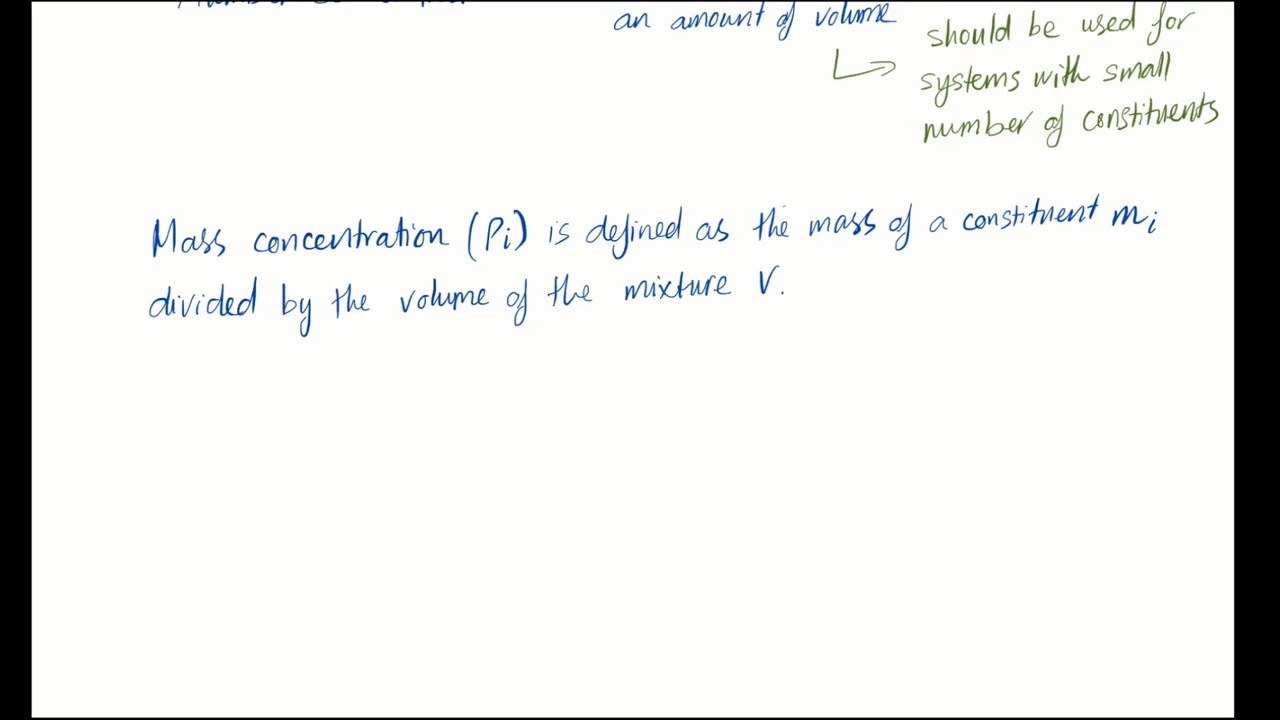 an amount of volume
should be used for
systems with small
number of constituents
Mass concentration (ρi) is defined as the mass of a constituent mi
divided by the volume of the mixture V.